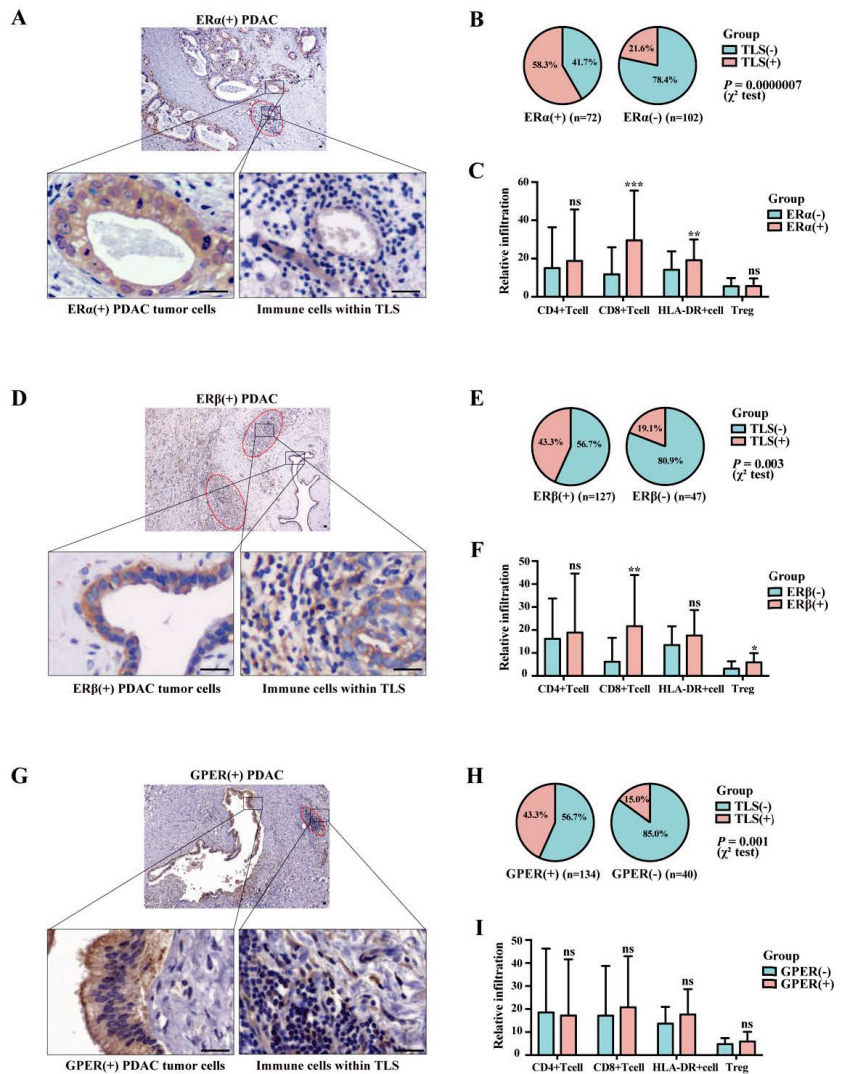 A
ERα(+) PDAC
ERα(+) PDAC tumor cells
Immune cells within TLS
B
58.3%
41.7%
21.6%
78.4%
ERα(+) (n=72)
ERα(-) (n=102)
Group
TLS(-)
TLS(+)
P = 0.0000007
(χ² test)
C
Relative infiltration
60
40
20
0
ns
***
**
ns
CD4+Tcell
CD8+Tcell
HLA-DR+cell
Treg
Group
ERα(-)
ERα(+)
D
ERβ(+) PDAC
ERβ(+) PDAC tumor cells
Immune cells within TLS
E
43.3%
56.7%
19.1%
80.9%
ERβ(+) (n=127)
ERβ(-) (n=47)
Group
TLS(-)
TLS(+)
P = 0.003
(χ² test)
F
Relative infiltration
50
40
30
20
10
0
ns
**
ns
*
CD4+Tcell
CD8+Tcell
HLA-DR+cell
Treg
Group
ERβ(-)
ERβ(+)
G
GPER(+) PDAC
GPER(+) PDAC tumor cells
Immune cells within TLS
H
43.3%
56.7%
15.0%
85.0%
GPER(+) (n=134)
GPER(-) (n=40)
Group
TLS(-)
TLS(+)
P = 0.001
(χ² test)
I
Relative infiltration
50
40
30
20
10
0
ns
ns
ns
ns
CD4+Tcell
CD8+Tcell
HLA-DR+cell
Treg
Group
GPER(-)
GPER(+)